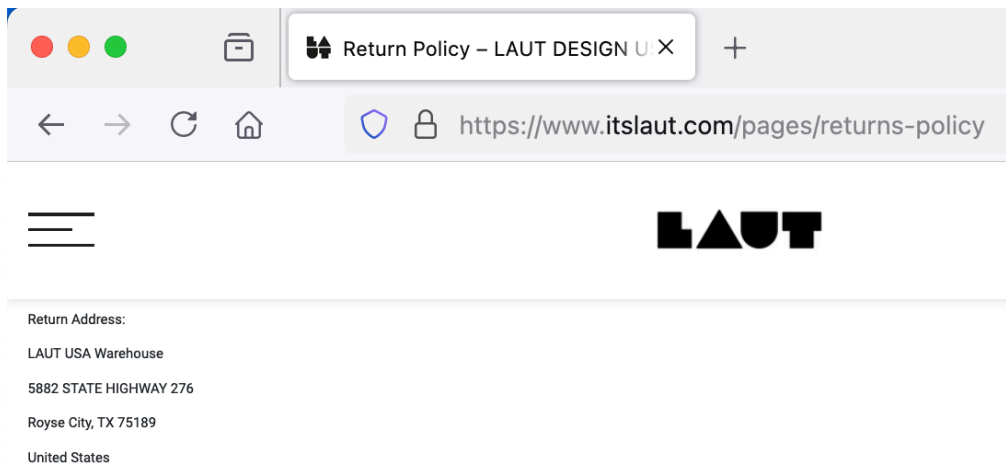 Return Policy – LAUT DESIGN U
https://www.itslaut.com/pages/returns-policy
LAUT
Return Address:
LAUT USA Warehouse
5882 STATE HIGHWAY 276
Royse City, TX 75189
United States